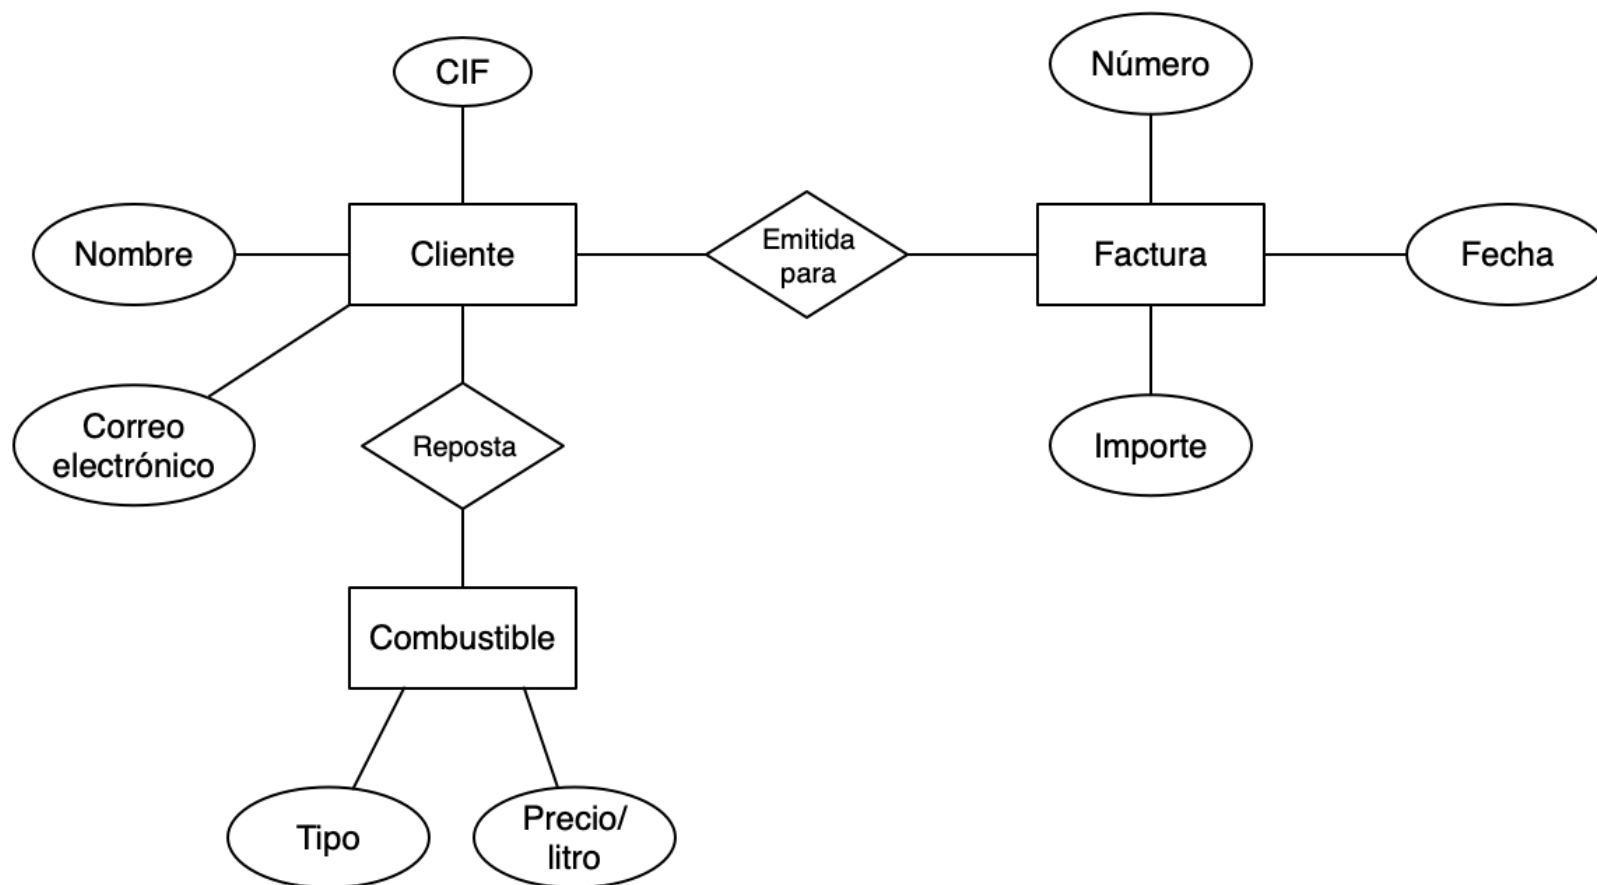 CIF
Número
Nombre
Cliente
Emitida
para
Factura
Fecha
Correo
electrónico
Reposta
Importe
Combustible
Tipo
Precio/
litro